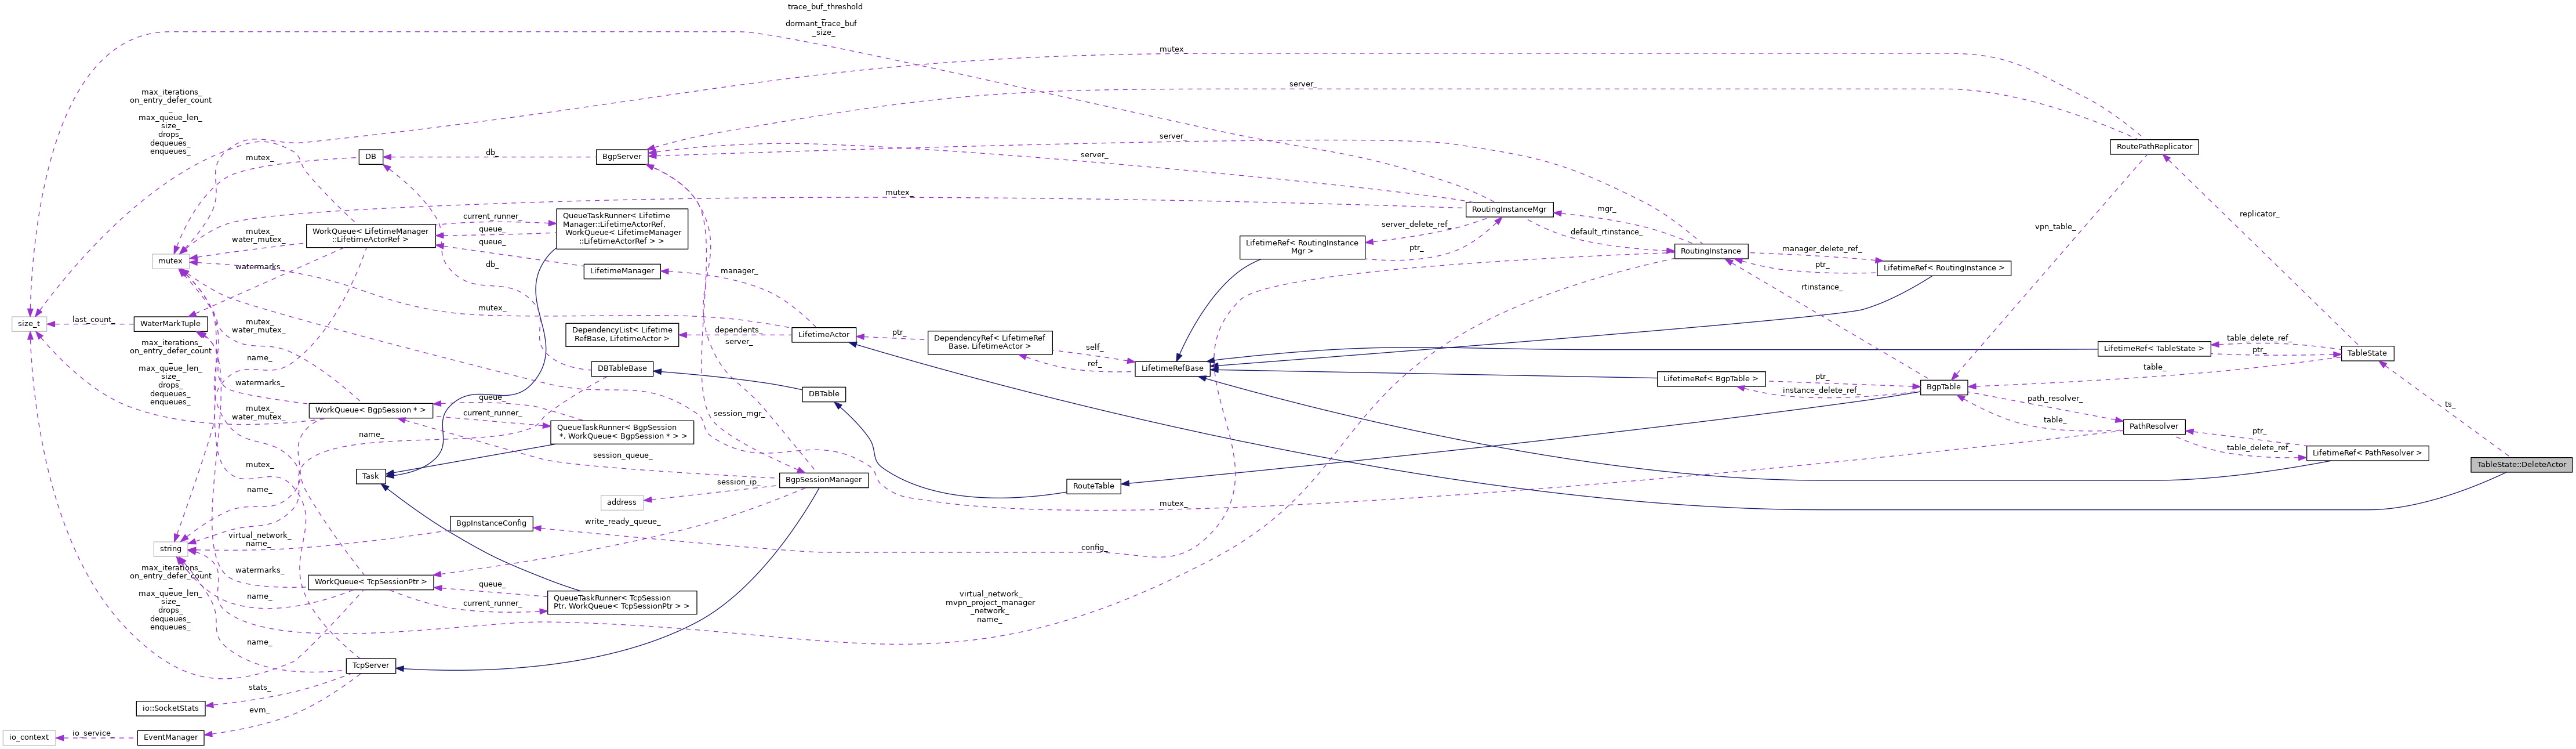 trace_buf_threshold
_
dormant_trace_buf
_size_
mutex_
server_
max_iterations_
on_entry_defer_count
_
max_queue_len_
size_
drops_
dequeues_
enqueues_
mutex_
DB
db_
BgpServer
server_
server_
RoutePathReplicator
mutex_
current_runner_
QueueTaskRunner< Lifetime
Manager::LifetimeActorRef,
WorkQueue< LifetimeManager
::LifetimeActorRef > >
RoutingInstanceMgr
mgr_
replicator_
WorkQueue< LifetimeManager
::LifetimeActorRef >
mutex_
water_mutex_
queue_
queue_
server_delete_ref_
default_rtinstance_
vpn_table_
LifetimeRef< RoutingInstance
Mgr >
ptr_
RoutingInstance
manager_delete_ref_
mutex
watermarks_
db_
LifetimeManager
manager_
ptr_
LifetimeRef< RoutingInstance >
rtinstance_
mutex_
size_t
last_count_
WaterMarkTuple
mutex_
water_mutex_
DependencyList< Lifetime
RefBase, LifetimeActor >
dependents_
server_
LifetimeActor
ptr_
DependencyRef< LifetimeRef
Base, LifetimeActor >
self_
ref_
LifetimeRefBase
LifetimeRef< TableState >
table_delete_ref_
ptr_
TableState
max_iterations_
on_entry_defer_count
_
max_queue_len_
size_
drops_
dequeues_
enqueues_
name_
DBTableBase
table_
watermarks_
LifetimeRef< BgpTable >
ptr_
instance_delete_ref_
BgpTable
DBTable
queue_
path_resolver_
ts_
WorkQueue< BgpSession * >
current_runner_
mutex_
water_mutex_
QueueTaskRunner< BgpSession
*, WorkQueue< BgpSession * > >
session_mgr_
table_
PathResolver
name_
ptr_
table_delete_ref_
LifetimeRef< PathResolver >
session_queue_
mutex_
Task
BgpSessionManager
TableState::DeleteActor
session_ip_
RouteTable
name_
address
mutex_
write_ready_queue_
BgpInstanceConfig
virtual_network_
name_
string
config_
max_iterations_
on_entry_defer_count
_
max_queue_len_
size_
drops_
dequeues_
enqueues_
watermarks_
WorkQueue< TcpSessionPtr >
queue_
name_
current_runner_
QueueTaskRunner< TcpSession
Ptr, WorkQueue< TcpSessionPtr > >
virtual_network_
mvpn_project_manager
_network_
name_
name_
TcpServer
stats_
io::SocketStats
evm_
io_context
io_service_
EventManager